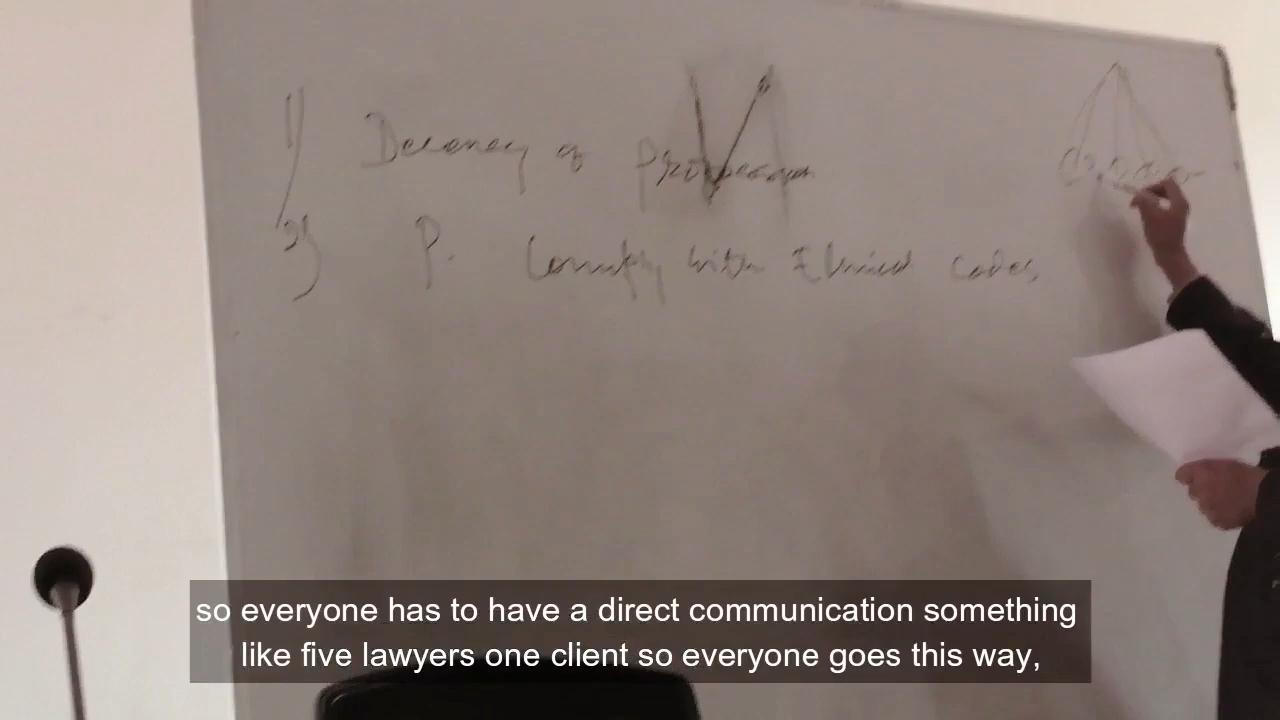 1) Decency of Profession
2) P. Comply with Ethical codes
so everyone has to have a direct communication something
like five lawyers one client so everyone goes this way,